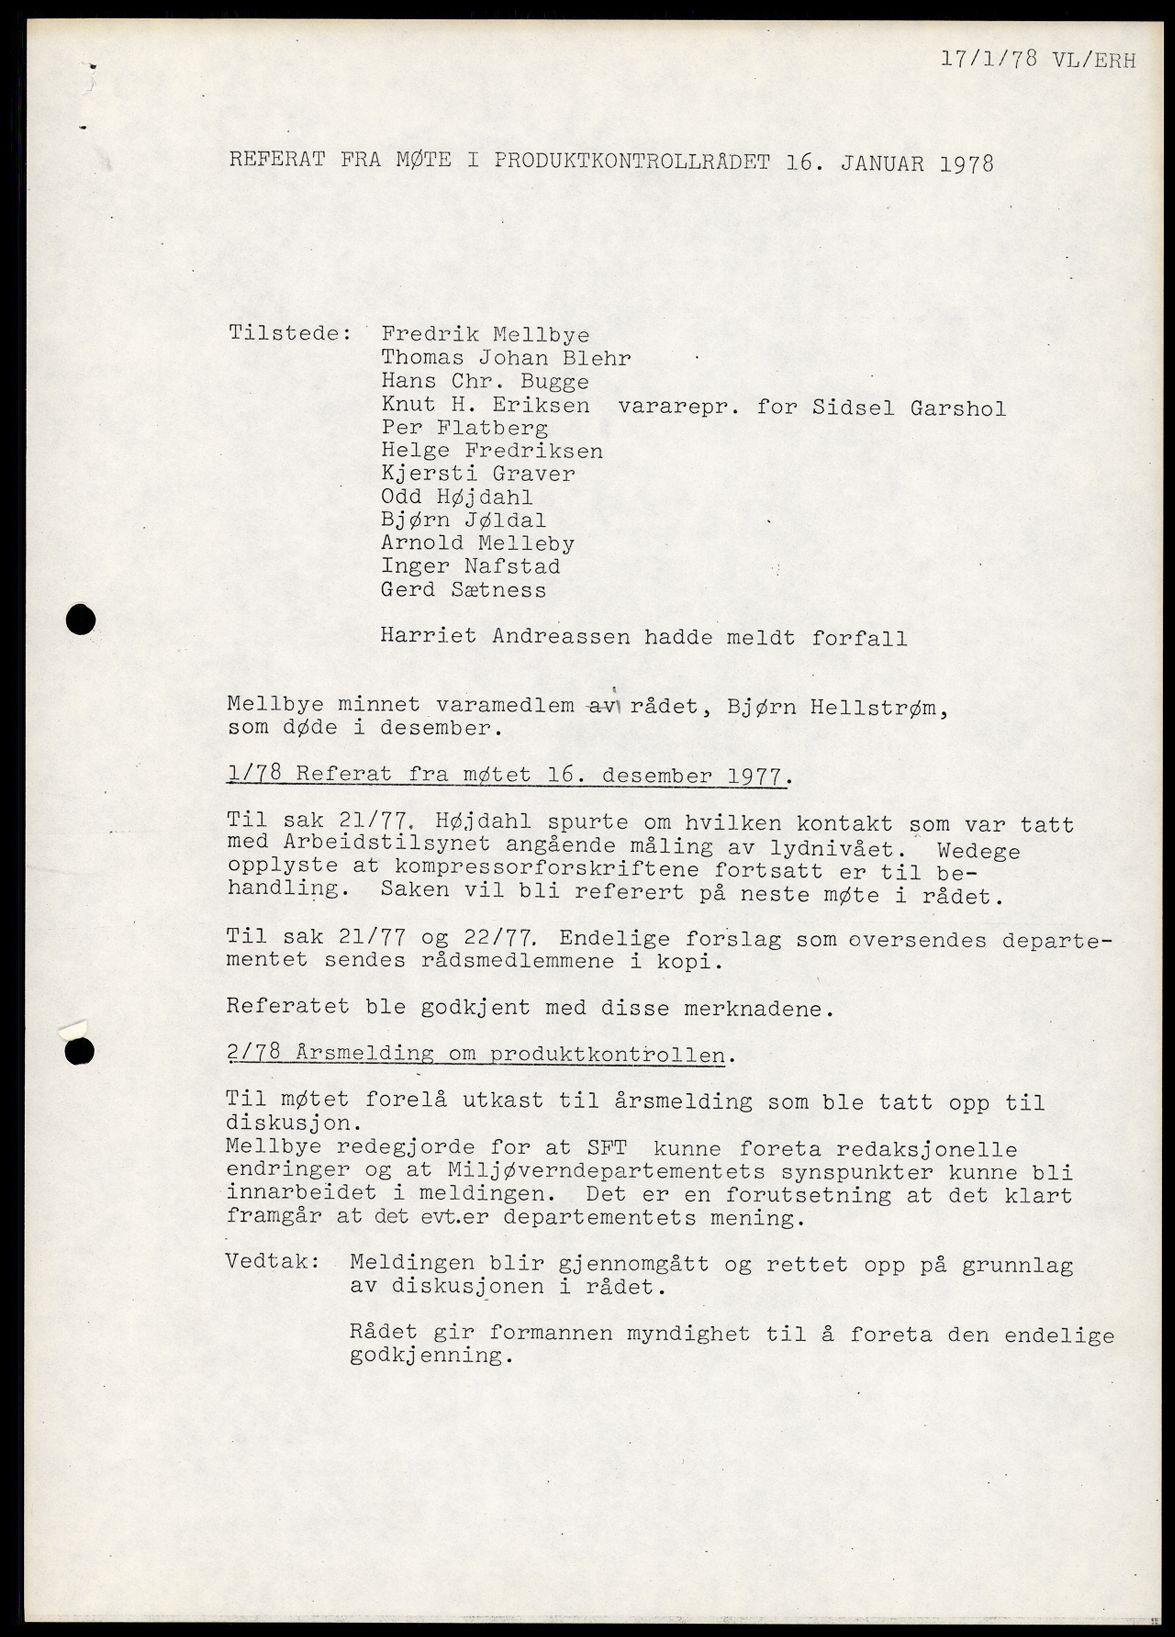 17/1/78 VL/ERH
REFERAT FRA MØTE I PRODUKTKONTROLLRÅDET 16. JANUAR 1978
Tilstede: Fredrik Mellbye
Thomas Johan Blehr
Hans Chr. Bugge
Knut H. Eriksen vararepr. for Sidsel Garshol
Per Flatberg
Helge Fredriksen
Kjersti Graver
Odd Højdahl
Bjørn Jøldal
Arnold Melleby
Inger Nafstad
Gerd Sætness
Harriet Andreassen hadde meldt forfall
Mellbye minnet varamedlem av i rådet, Bjørn Hellstrøm,
som døde i desember.
1/78 Referat fra møtet 16. desember 1977.
Til sak 21/77. Højdahl spurte om hvilken kontakt som var tatt
med Arbeidstilsynet angående måling av lydnivået. Wedege
opplyste at kompressorforskriftene fortsatt er til be-
handling. Saken vil bli referert på neste møte i rådet.
Til sak 21/77 og 22/77. Endelige forslag som oversendes departe-
mentet sendes rådsmedlemmene i kopi.
Referatet ble godkjent med disse merknadene.
2/78 Årsmelding om produktkontrollen.
Til møtet forelå utkast til årsmelding som ble tatt opp til
diskusjon.
Mellbye redegjorde for at SFT kunne foreta redaksjonelle
endringer og at Miljøverndepartementets synspunkter kunne bli
innarbeidet i meldingen. Det er en forutsetning at det klart
framgår at det evt.er departementets mening.
Vedtak: Meldingen blir gjennomgått og rettet opp på grunnlag
av diskusjonen i rådet.
Rådet gir formannen myndighet til å foreta den endelige
godkjenning.